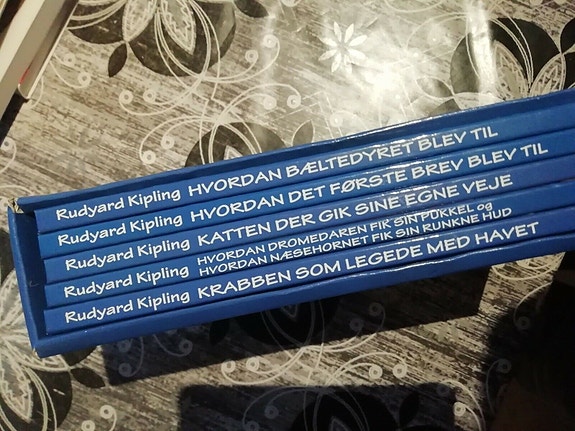 Rudyard Kipling HVORDAN BÆLTEDYRET BLEV TIL
Rudyard Kipling HVORDAN DET FØRSTE BREV BLEV TIL
Rudyard Kipling KATTEN DER GIK SINE EGNE VEJE
Rudyard Kipling HVORDAN DROMEDAREN FIK SIN PUKKEL og
HVORDAN NÆSEHORNET FIK SIN RUNKNE HUD
Rudyard Kipling KRABBEN SOM LEGEDE MED HAVET